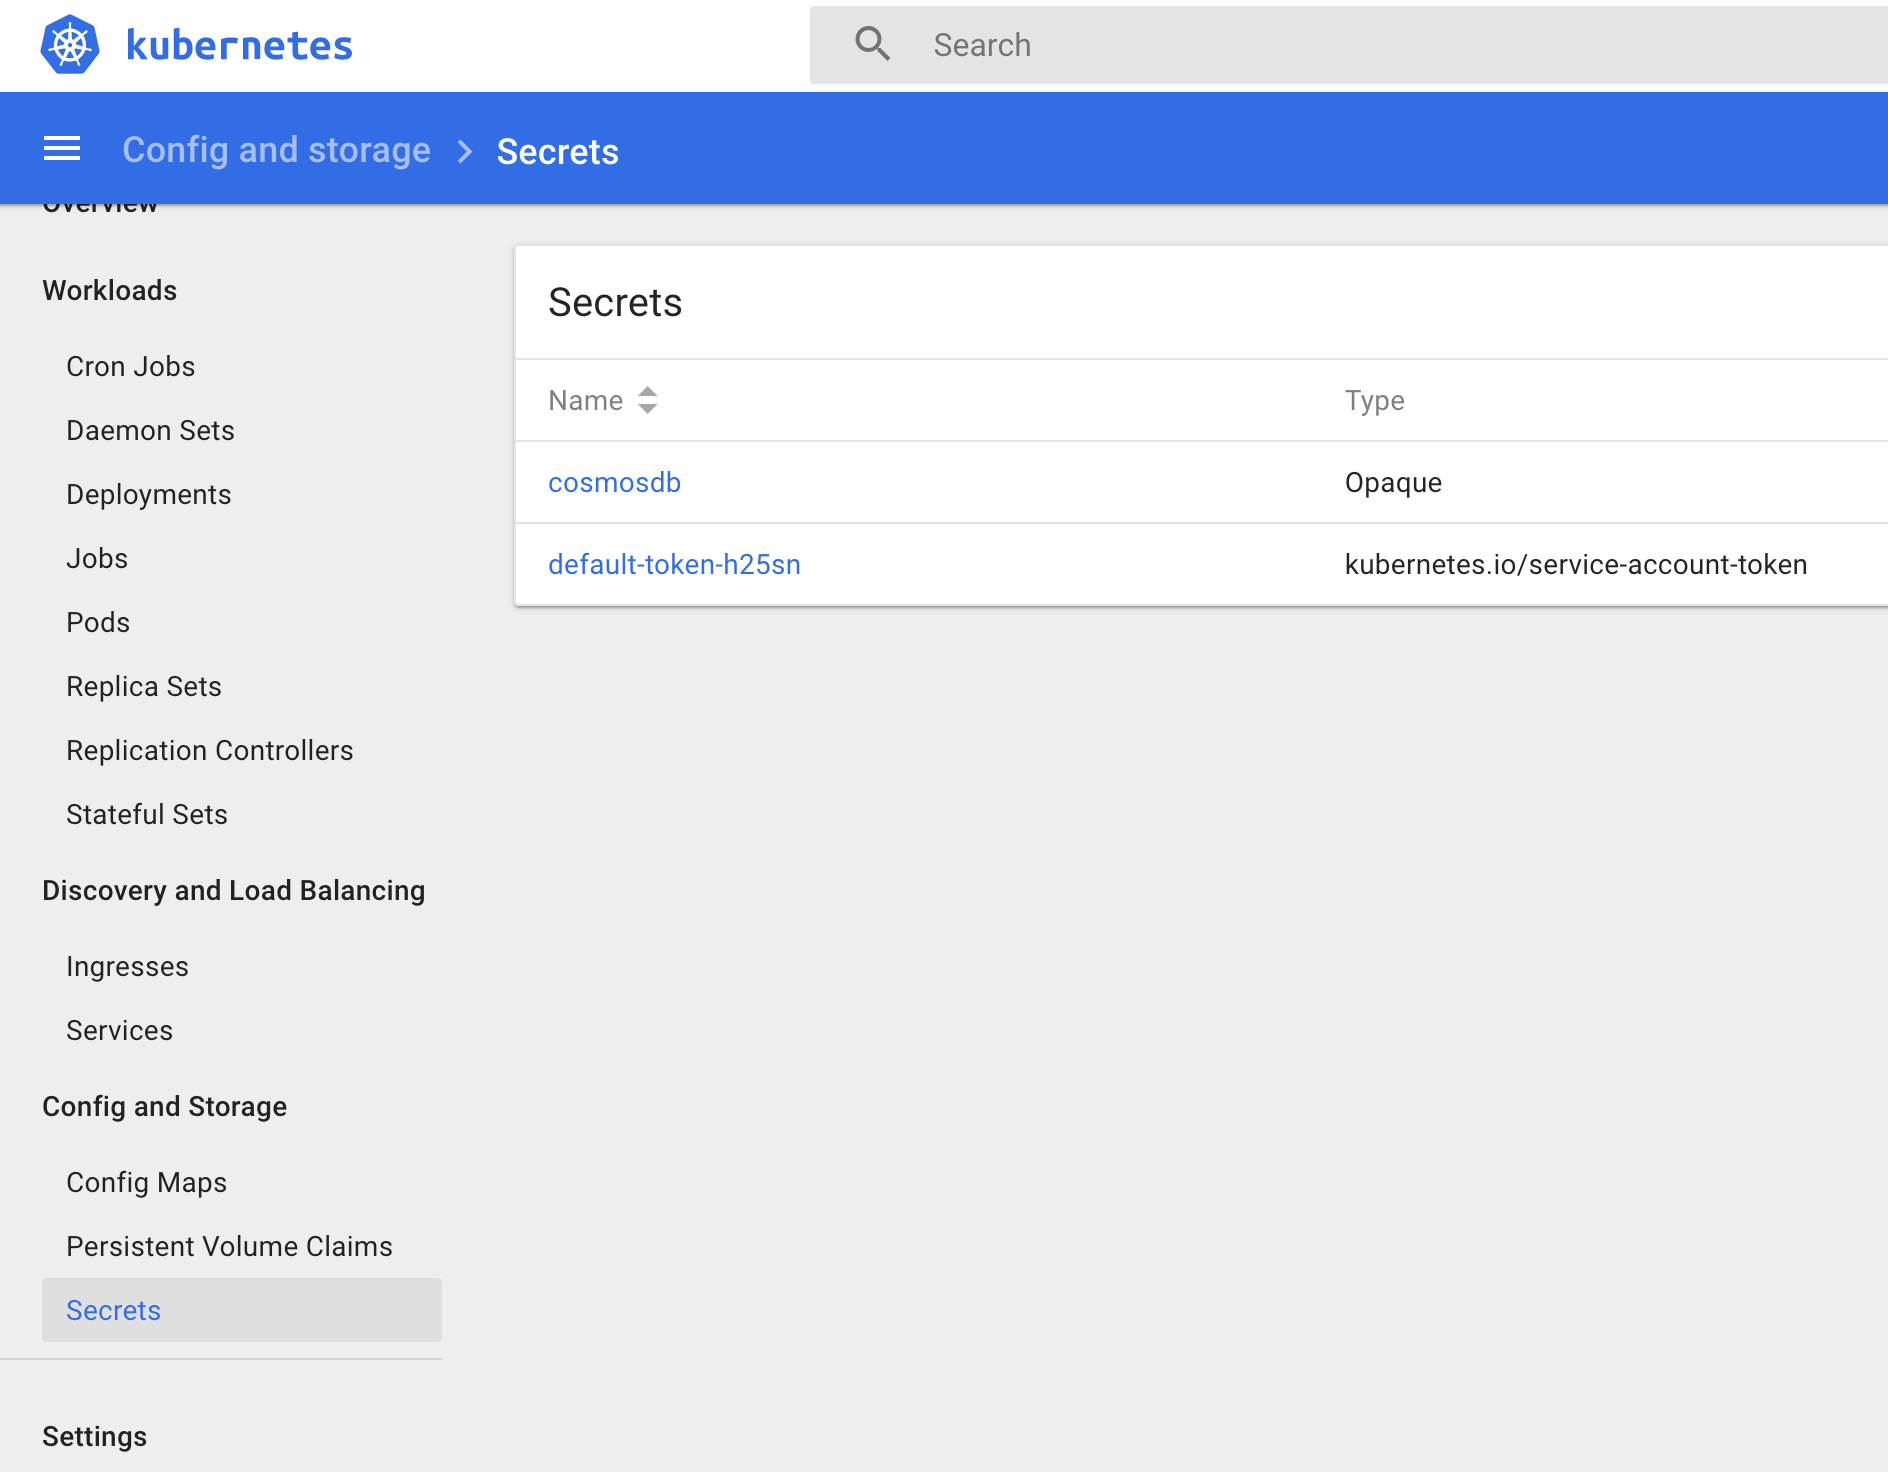 kubernetes
Search
Config and storage > Secrets
Overview
Workloads
Cron Jobs
Daemon Sets
Deployments
Jobs
Pods
Replica Sets
Replication Controllers
Stateful Sets
Discovery and Load Balancing
Ingresses
Services
Config and Storage
Config Maps
Persistent Volume Claims
Secrets
Settings
Secrets
Name Type
cosmosdb Opaque
default-token-h25sn kubernetes.io/service-account-token